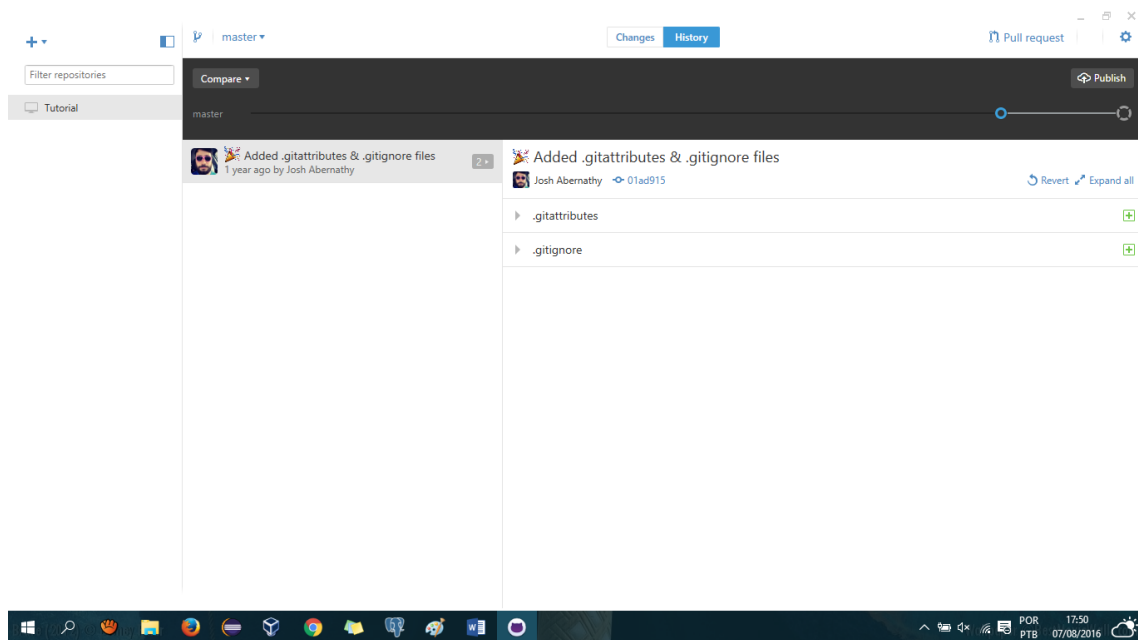 master
Changes
History
Pull request
Filter repositories
Tutorial
Compare
Publish
master
Added .gitattributes & .gitignore files
1 year ago by Josh Abernathy
2
Added .gitattributes & .gitignore files
Josh Abernathy
01ad915
Revert
Expand all
.gitattributes
.gitignore
POR
PTB
17:50
07/08/2016